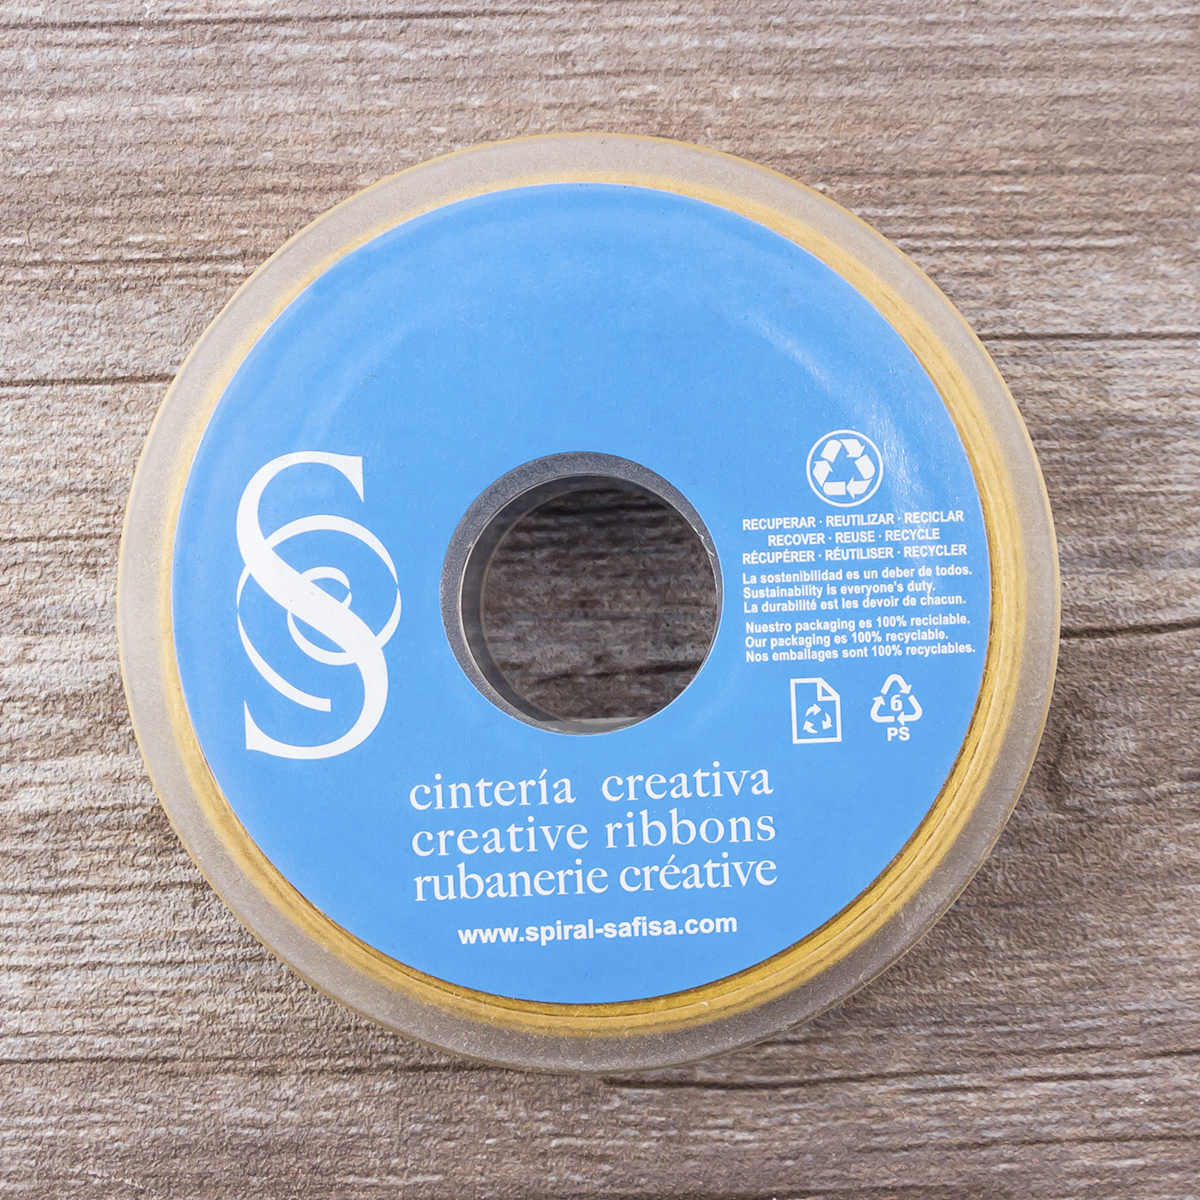 S
RECUPERAR · REUTILIZAR · RECICLAR
RECOVER · REUSE · RECYCLE
RÉCUPÉRER · RÉUTILISER · RECYCLER
La sostenibilidad es un deber de todos.
Sustainability is everyone's duty.
La durabilité est les devoir de chacun.
Nuestro packaging es 100% reciclable.
Our packaging is 100% recyclable.
Nos emballages sont 100% recyclables.
6
PS
cintería creativa
creative ribbons
rubanerie créative
www.spiral-safisa.com